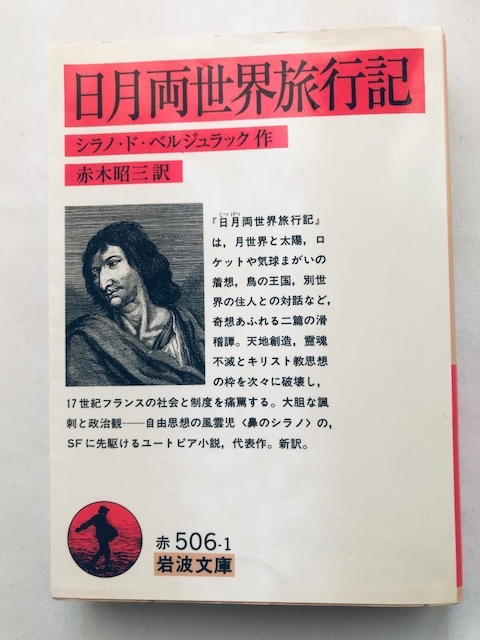 日月両世界旅行記
シラノ・ド・ベルジュラック作
赤木昭三訳
『日月両世界旅行記』
じつげつ
は，月世界と太陽，ロ
ケットや気球まがいの
着想，鳥の王国，別世
界の住人との対話など，
奇想あふれる二篇の滑
稽譚。天地創造，霊魂
不滅とキリスト教思想
の枠を次々に破壊し，
17世紀フランスの社会と制度を痛罵する。大胆な諷
刺と政治観──自由思想の風雲児〈鼻のシラノ〉の，
SFに先駆けるユートピア小説，代表作。新訳。
赤 506-1
岩波文庫